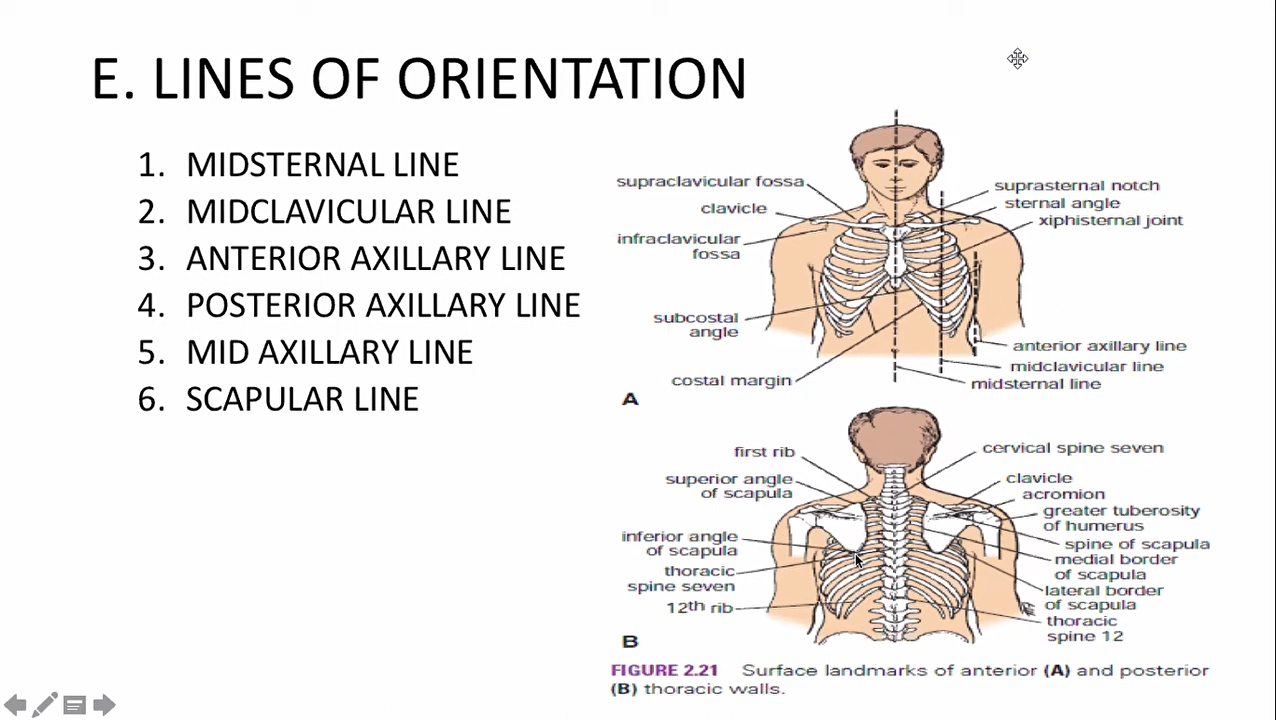 E. LINES OF ORIENTATION
1. MIDSTERNAL LINE
2. MIDCLAVICULAR LINE
3. ANTERIOR AXILLARY LINE
4. POSTERIOR AXILLARY LINE
5. MID AXILLARY LINE
6. SCAPULAR LINE
supraclavicular fossa
clavicle
infraclavicular
fossa
subcostal
angle
costal margin
suprasternal notch
sternal angle
xiphisternal joint
anterior axillary line
midclavicular line
midsternal line
A
first rib
superior angle
of scapula
inferior angle
of scapula
thoracic
spine seven
12th rib
cervical spine seven
clavicle
acromion
greater tuberosity
of humerus
spine of scapula
medial border
of scapula
lateral border
of scapula
thoracic
spine 12
B
FIGURE 2.21 Surface landmarks of anterior (A) and posterior
(B) thoracic walls.